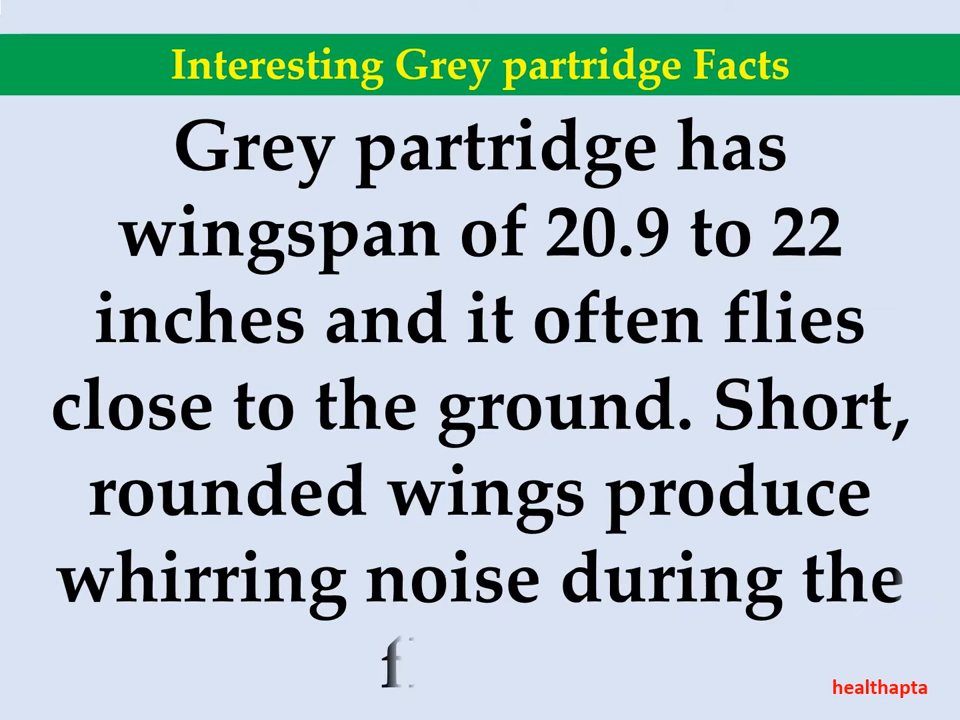 Interesting Grey partridge Facts
Grey partridge has
wingspan of 20.9 to 22
inches and it often flies
close to the ground. Short,
rounded wings produce
whirring noise during the
healthapta